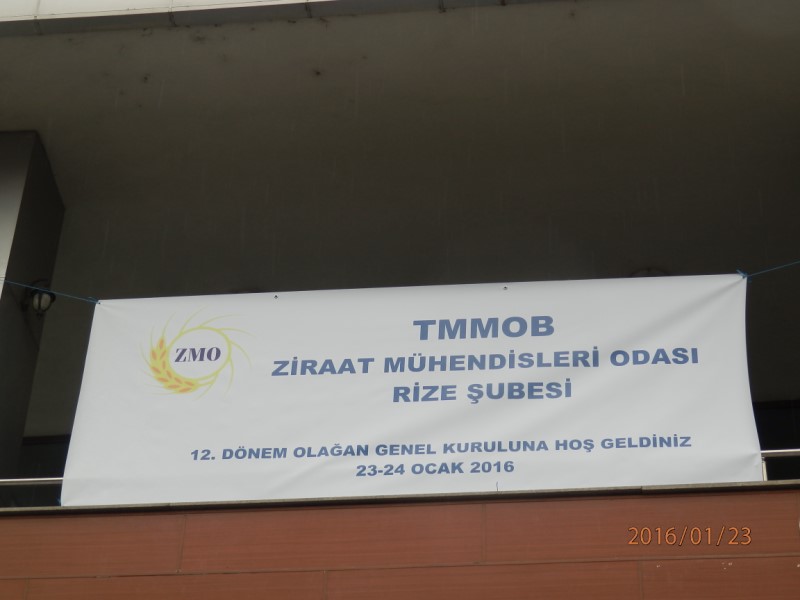 TMMOB
ZMO
ZİRAAT MÜHENDİSLERİ ODASI
RİZE ŞUBESİ
12. DÖNEM OLAĞAN GENEL KURULUNA HOŞ GELDİNİZ
23-24 OCAK 2016
2016/01/23